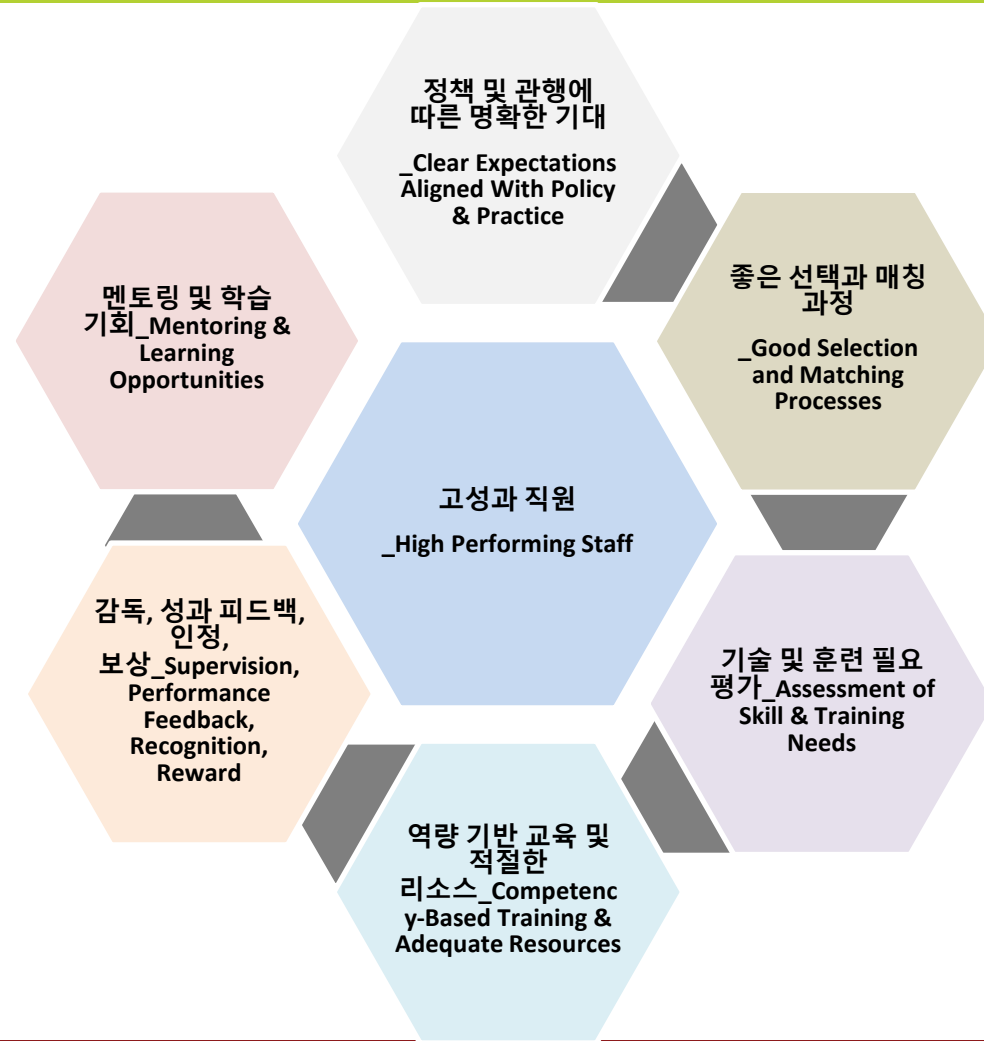 정책 및 관행에
따른 명확한 기대
_Clear Expectations
Aligned With Policy
& Practice
좋은 선택과 매칭
과정
_Good Selection
and Matching
Processes
기술 및 훈련 필요
평가_Assessment of
Skill & Training
Needs
역량 기반 교육 및
적절한
리소스_Competenc
y-Based Training &
Adequate Resources
감독, 성과 피드백,
인정,
보상_Supervision,
Performance
Feedback,
Recognition,
Reward
멘토링 및 학습
기회_Mentoring &
Learning
Opportunities
고성과 직원
_High Performing Staff